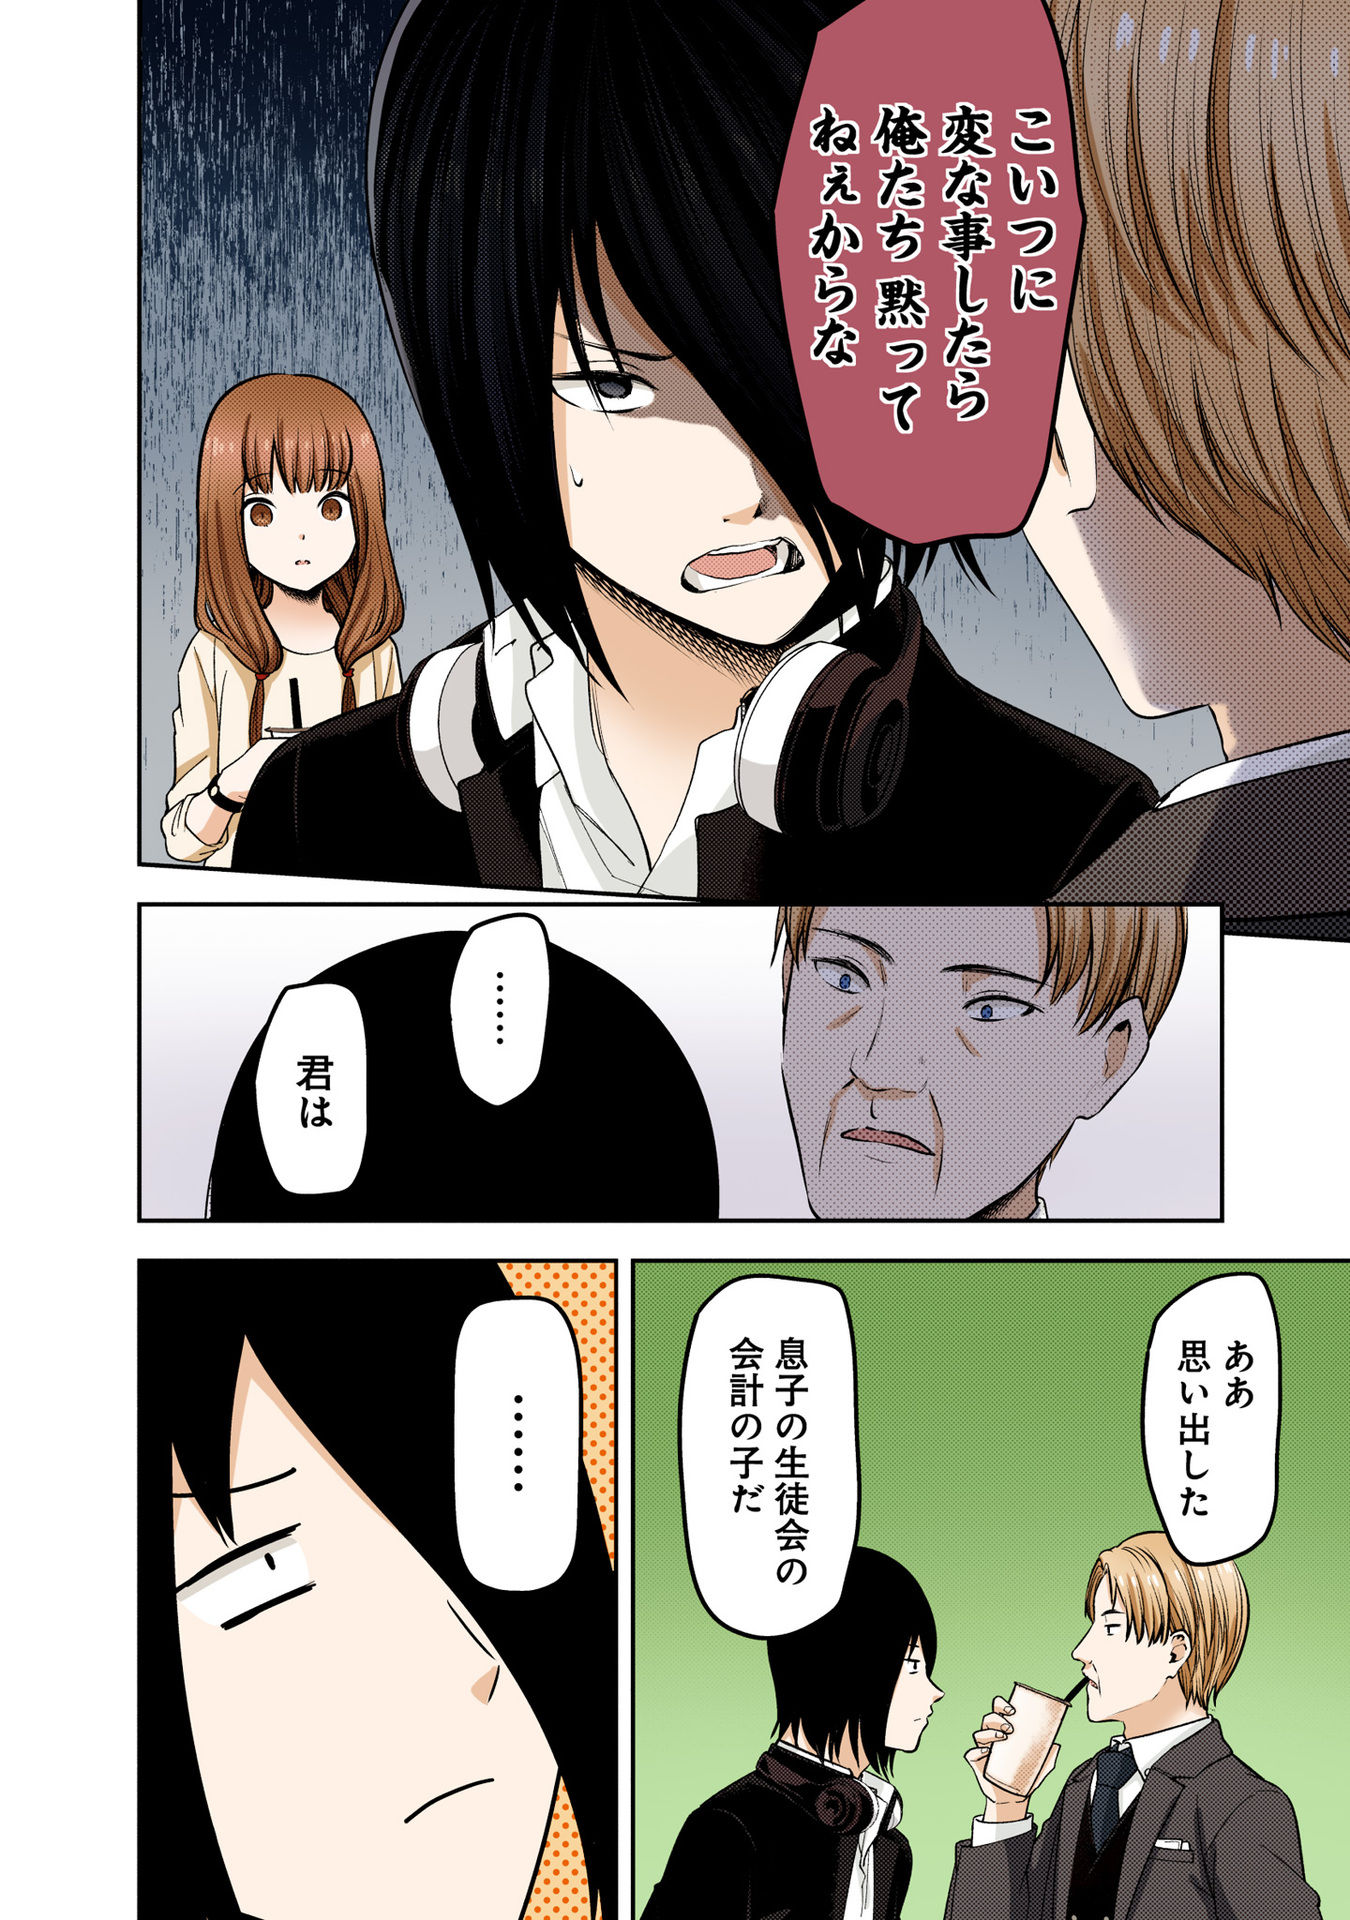 こいつに
変な事したら
俺たち黙って
ねぇからな
……
君は
ああ
思い出した
息子の生徒会の
会計の子だ
……